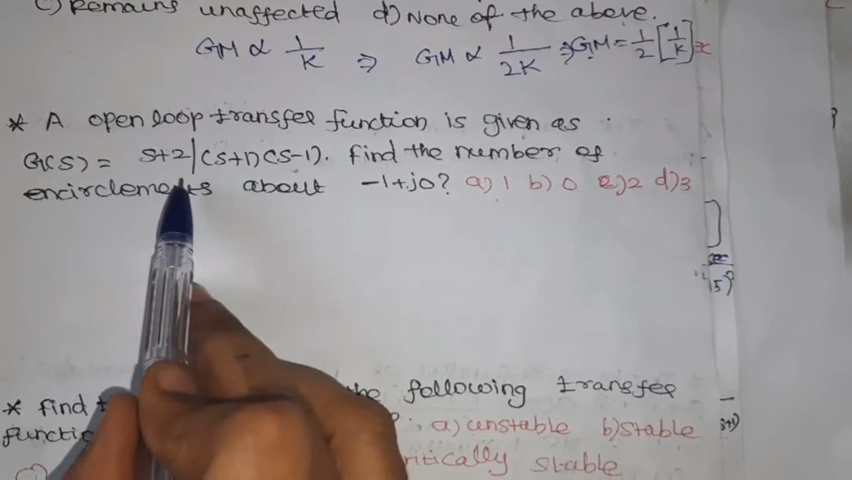 c) Remains unaffected d) None of the above.
GM ∝ 1/K ⇒ GM ∝ 1/2K ⇒ GM = 1/2 [1/K] x
* A open loop transfer function is given as
G(s) = s+2|(s+1)(s-1). Find the number of
encirclements about -1+j0? a) 1 b) 0 c) 2 d) 3
* Find the following transfer
functio a) unstable b) stable
critically stable